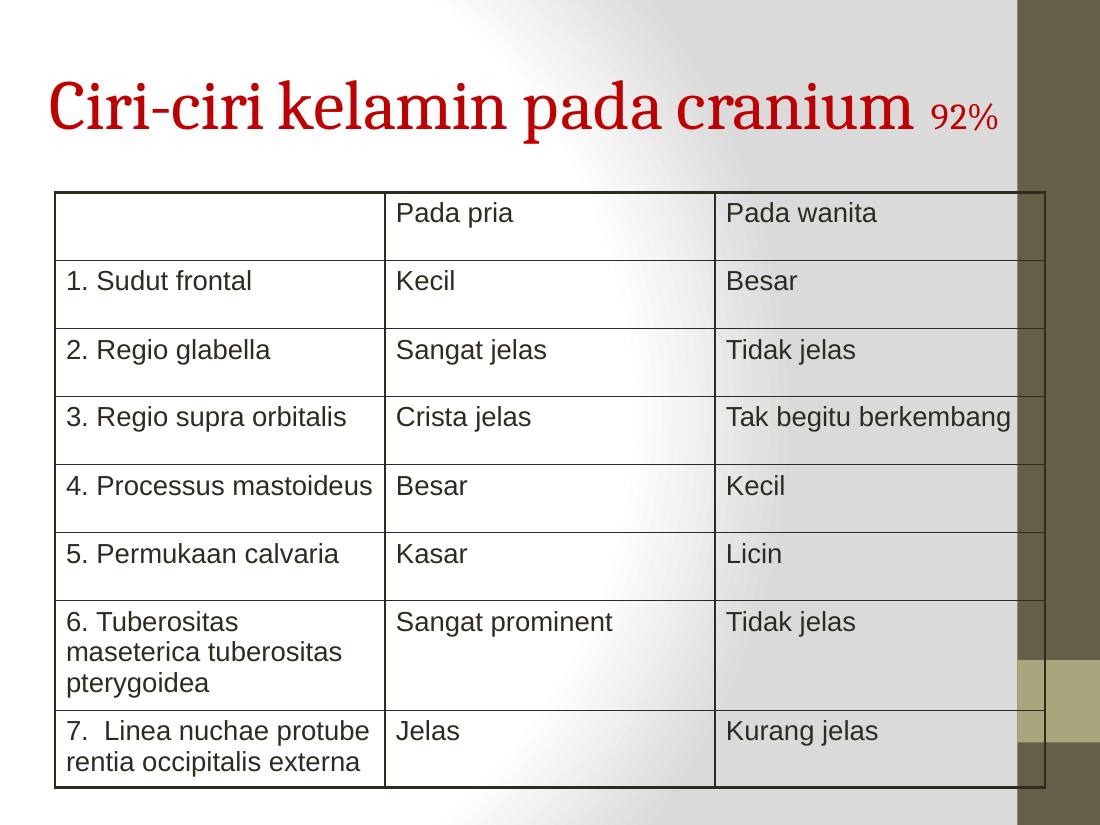 Ciri-ciri kelamin pada cranium 92%
Pada pria Pada wanita
1. Sudut frontal Kecil Besar
2. Regio glabella Sangat jelas Tidak jelas
3. Regio supra orbitalis Crista jelas Tak begitu berkembang
4. Processus mastoideus Besar Kecil
5. Permukaan calvaria Kasar Licin
6. Tuberositas Sangat prominent Tidak jelas
maseterica tuberositas
pterygoidea
7.  Linea nuchae protube Jelas Kurang jelas
rentia occipitalis externa